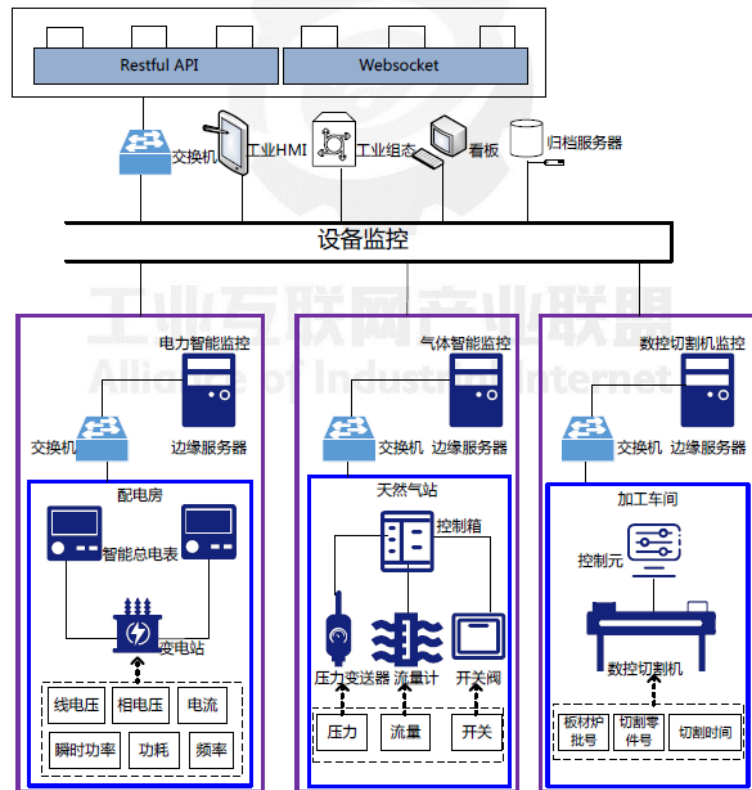 Restful API
Websocket
交换机
工业HMI
工业组态
看板
归档服务器
设备监控
工业互联网产业联盟
Alliance of Industrial Internet
电力智能监控
交换机
边缘服务器
配电房
智能总电表
变电站
线电压
相电压
电流
瞬时功率
功耗
频率
气体智能监控
交换机
边缘服务器
天然气站
控制箱
压力变送器
流量计
开关阀
压力
流量
开关
数控切割机监控
交换机
边缘服务器
加工车间
控制元
数控切割机
板材炉
批号
切割零
件号
切割时间